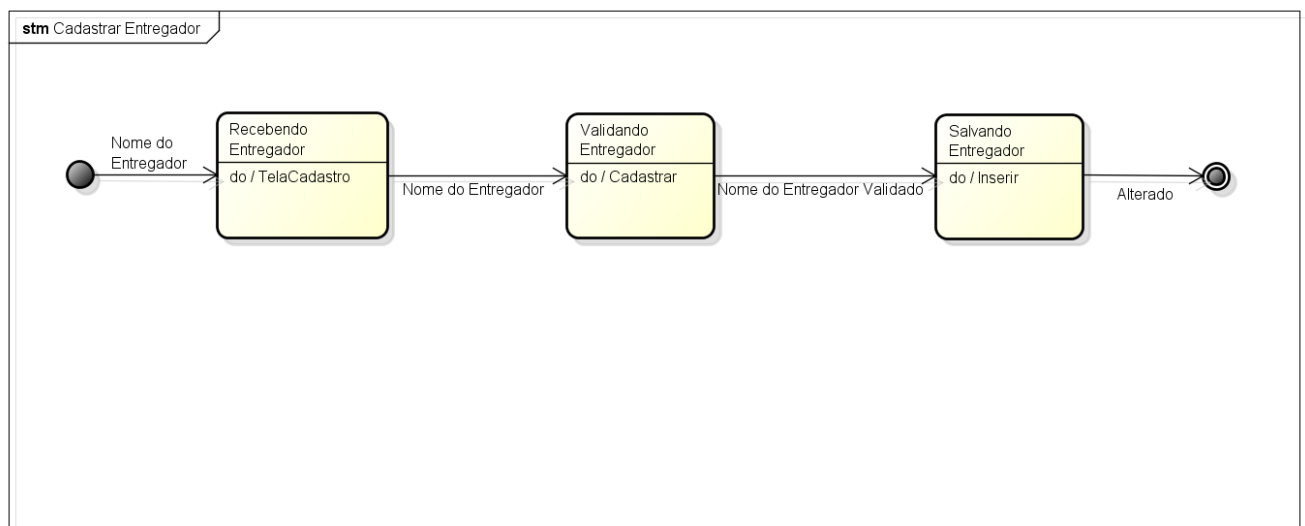 stm Cadastrar Entregador
Nome do
Entregador
Recebendo
Entregador
do / TelaCadastro
Nome do Entregador
Validando
Entregador
do / Cadastrar
Nome do Entregador Validado
Salvando
Entregador
do / Inserir
Alterado